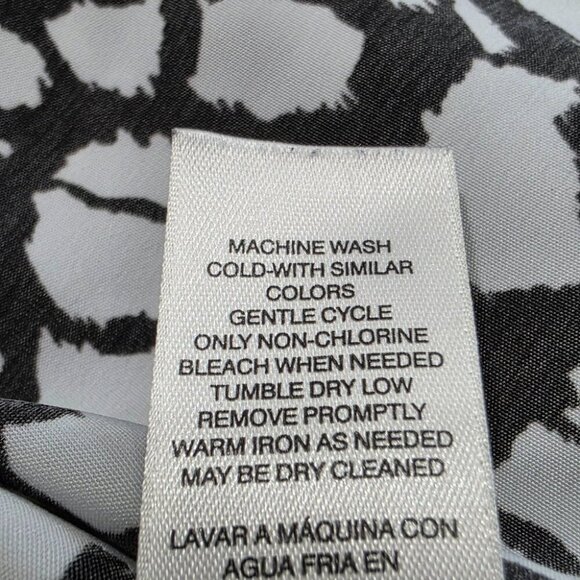 MACHINE WASH
COLD-WITH SIMILAR
COLORS
GENTLE CYCLE
ONLY NON-CHLORINE
BLEACH WHEN NEEDED
TUMBLE DRY LOW
REMOVE PROMPTLY
WARM IRON AS NEEDED
MAY BE DRY CLEANED
LAVAR A MÁQUINA CON
AGUA FRIA EN